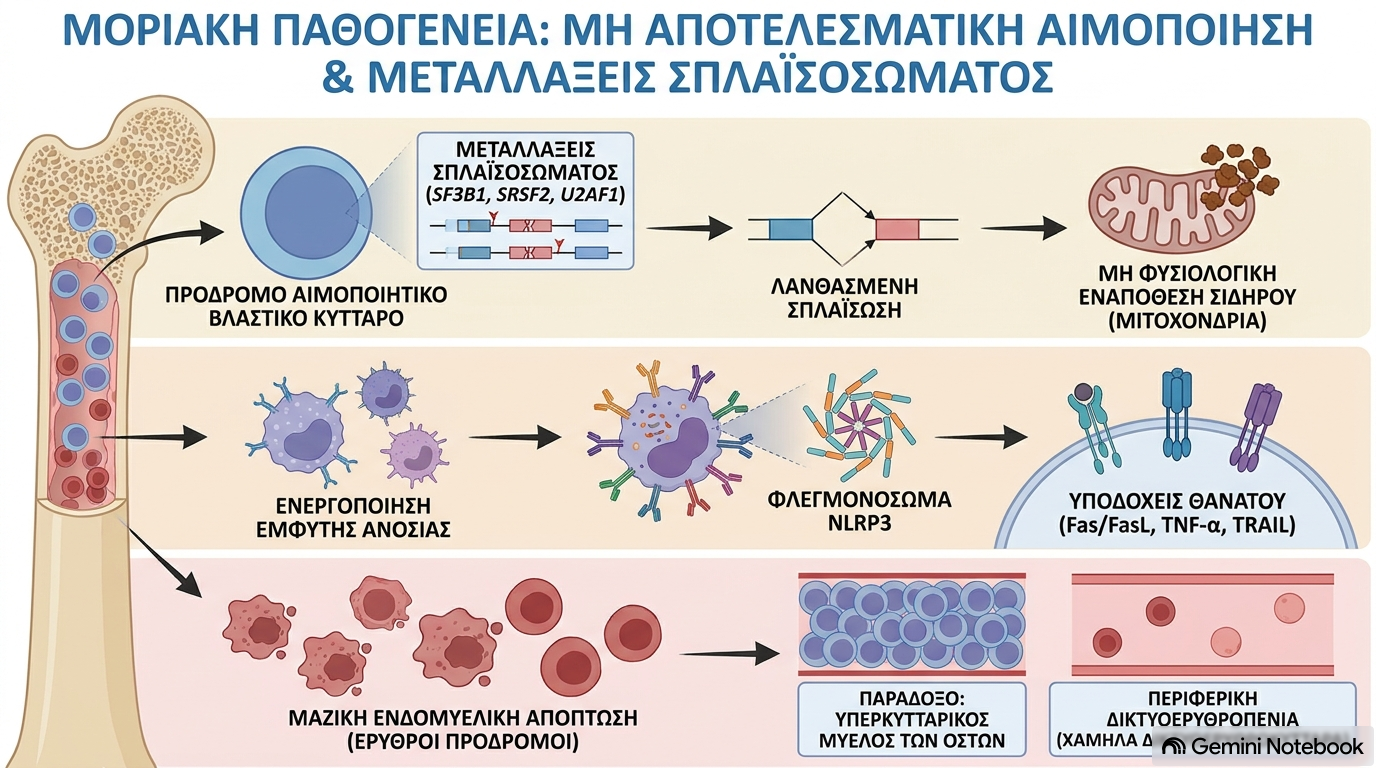 ΜΟΡΙΑΚΗ ΠΑΘΟΓΕΝΕΙΑ: ΜΗ ΑΠΟΤΕΛΕΣΜΑΤΙΚΗ ΑΙΜΟΠΟΙΗΣΗ
& ΜΕΤΑΛΛΑΞΕΙΣ ΣΠΛΑΪΣΟΣΩΜΑΤΟΣ
ΜΕΤΑΛΛΑΞΕΙΣ
ΣΠΛΑΪΣΟΣΩΜΑΤΟΣ
(SF3B1, SRSF2, U2AF1)
ΠΡΟΔΡΟΜΟ ΑΙΜΟΠΟΙΗΤΙΚΟ
ΒΛΑΣΤΙΚΟ ΚΥΤΤΑΡΟ
ΛΑΝΘΑΣΜΕΝΗ
ΣΠΛΑΪΣΩΣΗ
ΜΗ ΦΥΣΙΟΛΟΓΙΚΗ
ΕΝΑΠΟΘΕΣΗ ΣΙΔΗΡΟΥ
(ΜΙΤΟΧΟΝΔΡΙΑ)
ΕΝΕΡΓΟΠΟΙΗΣΗ
ΕΜΦΥΤΗΣ ΑΝΟΣΙΑΣ
ΦΛΕΓΜΟΝΟΣΩΜΑ
NLRP3
ΥΠΟΔΟΧΕΙΣ ΘΑΝΑΤΟΥ
(Fas/FasL, TNF-α, TRAIL)
ΜΑΖΙΚΗ ΕΝΔΟΜΥΕΛΙΚΗ ΑΠΟΠΤΩΣΗ
(ΕΡΥΘΡΟΙ ΠΡΟΔΡΟΜΟΙ)
ΠΑΡΑΔΟΞΟ:
ΥΠΕΡΚΥΤΤΑΡΙΚΟΣ
ΜΥΕΛΟΣ ΤΩΝ ΟΣΤΩΝ
ΠΕΡΙΦΕΡΙΚΗ
ΔΙΚΤΥΟΕΡΥΘΡΟΠΕΝΙΑ
(ΧΑΜΗΛΑ
Gemini Notebook